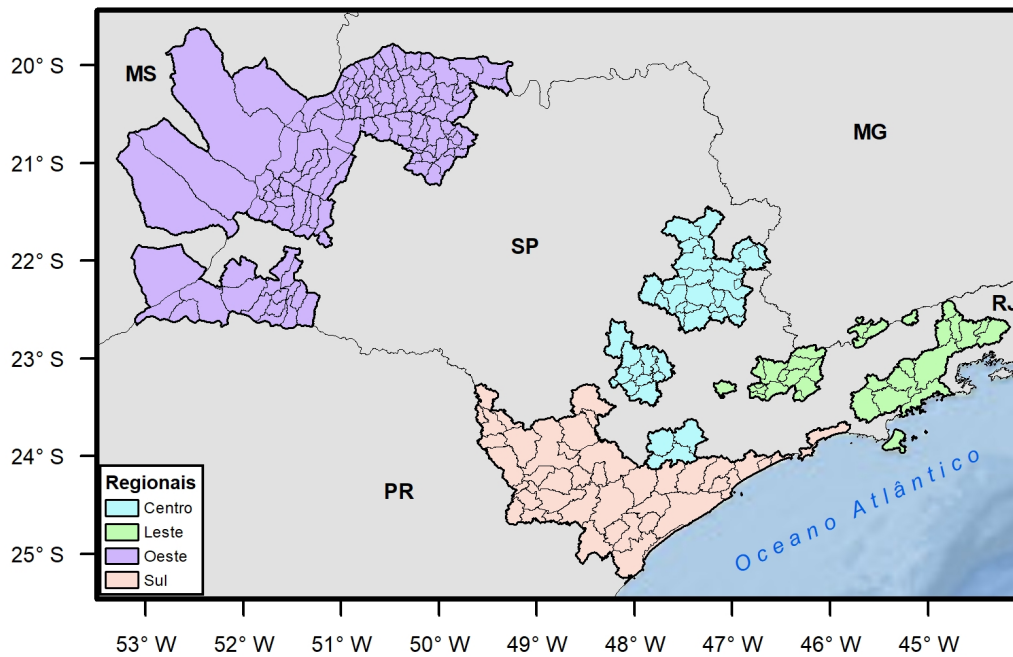 20° S
21° S
22° S
23° S
24° S
25° S
MS
MG
SP
RJ
PR
Oceano Atlântico
Regionais
Centro
Leste
Oeste
Sul
53° W 52° W 51° W 50° W 49° W 48° W 47° W 46° W 45° W